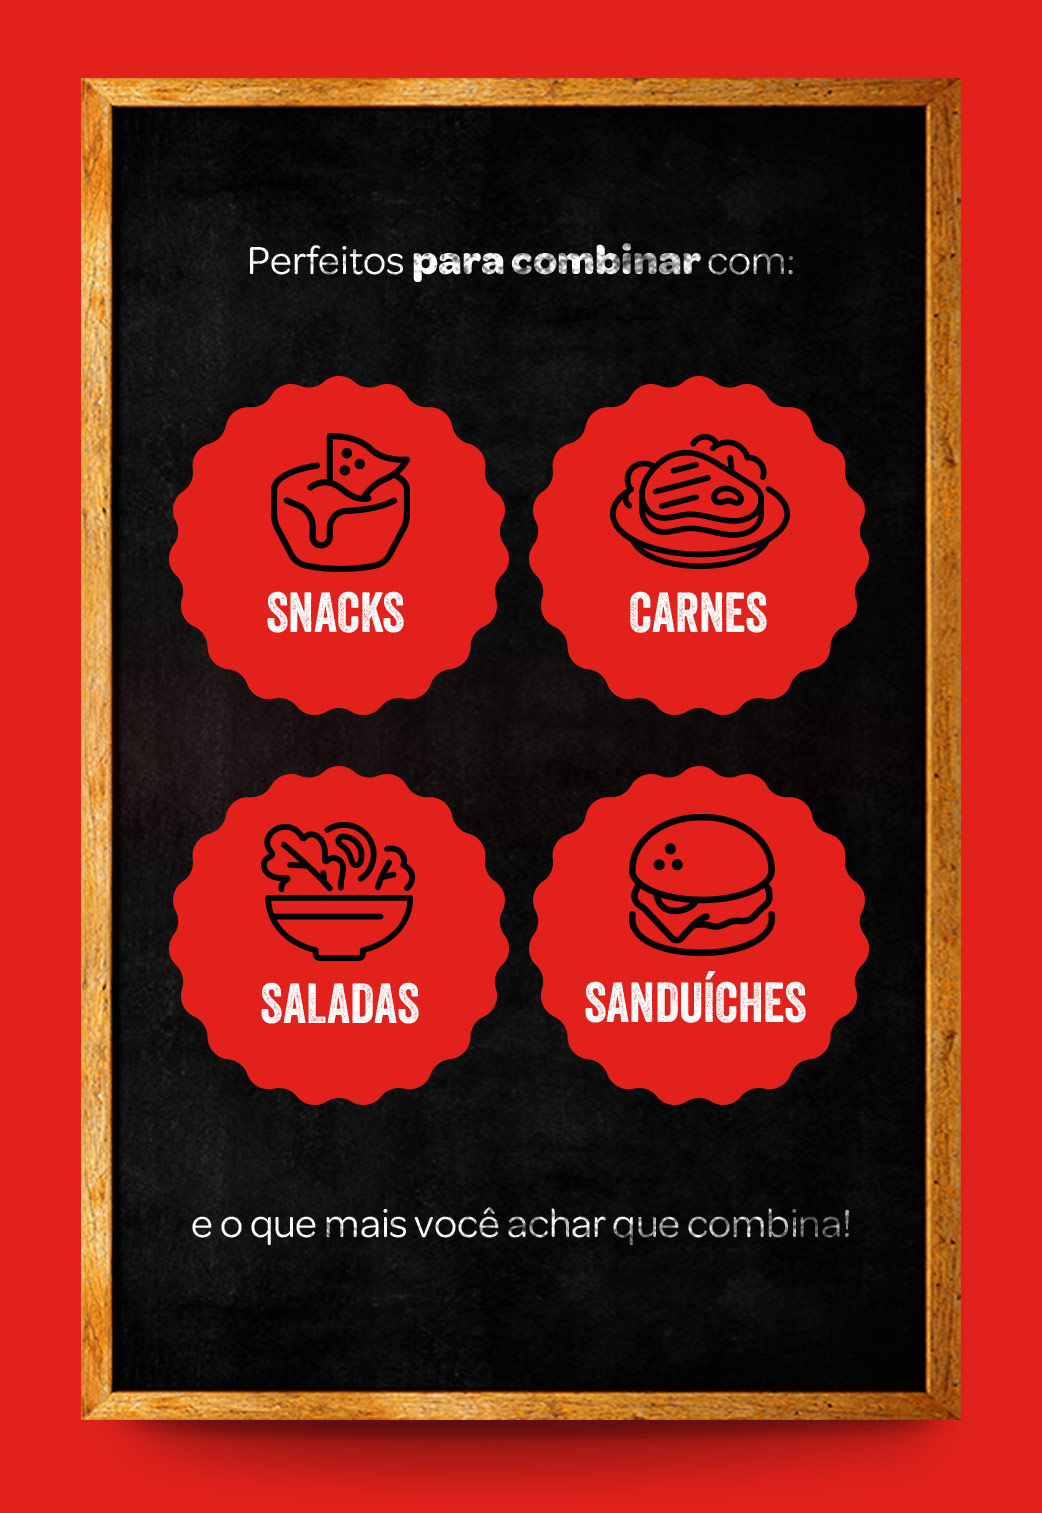 Perfeitos para combinar com:
SNACKS
CARNES
SALADAS
SANDUÍCHES
e o que mais você achar que combina!